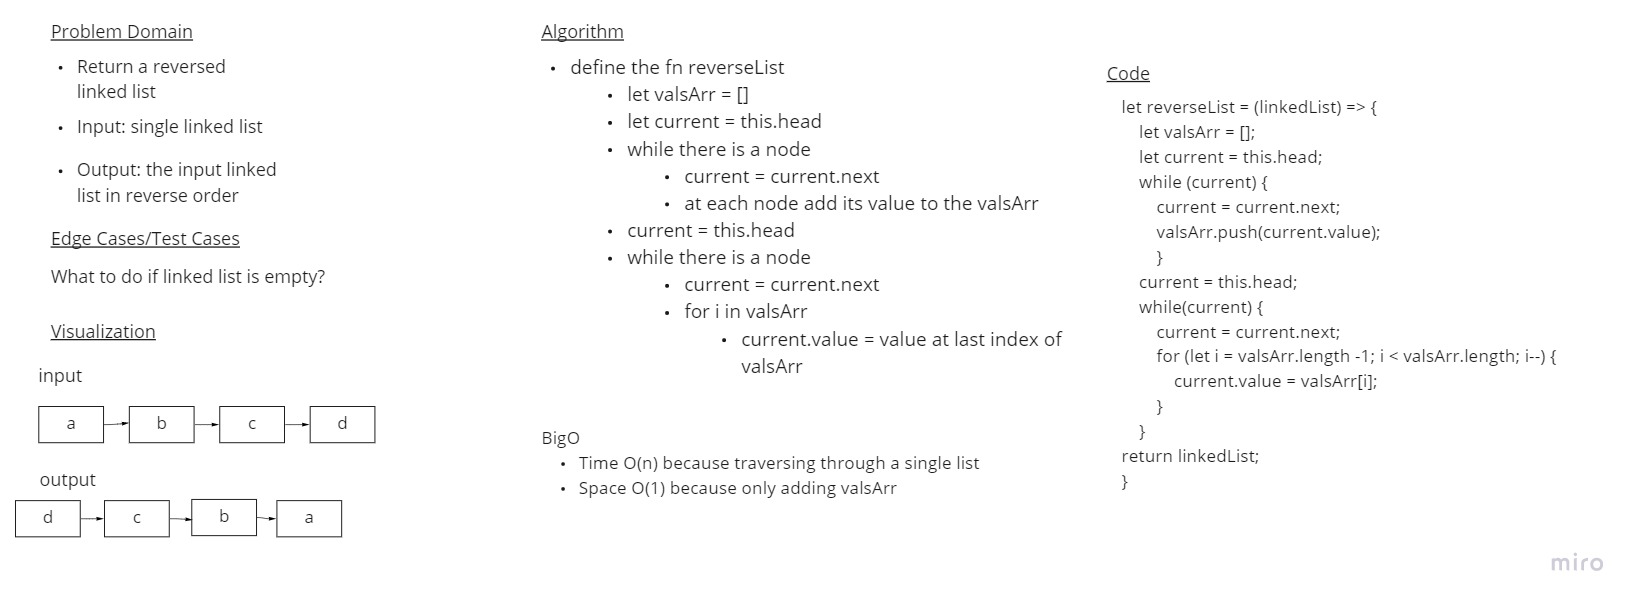 Problem Domain
• Return a reversed
linked list
• Input: single linked list
• Output: the input linked
list in reverse order
Edge Cases/Test Cases
What to do if linked list is empty?
Visualization
input
a b c d
output
d c b a
Algorithm
• define the fn reverseList
• let valsArr = []
• let current = this.head
• while there is a node
• current = current.next
• at each node add its value to the valsArr
• current = this.head
• while there is a node
• current = current.next
• for i in valsArr
• current.value = value at last index of
valsArr
BigO
• Time O(n) because traversing through a single list
• Space O(1) because only adding valsArr
Code
let reverseList = (linkedList) => {
let valsArr = [];
let current = this.head;
while (current) {
current = current.next;
valsArr.push(current.value);
}
current = this.head;
while(current) {
current = current.next;
for (let i = valsArr.length -1; i < valsArr.length; i--) {
current.value = valsArr[i];
}
}
return linkedList;
}
miro